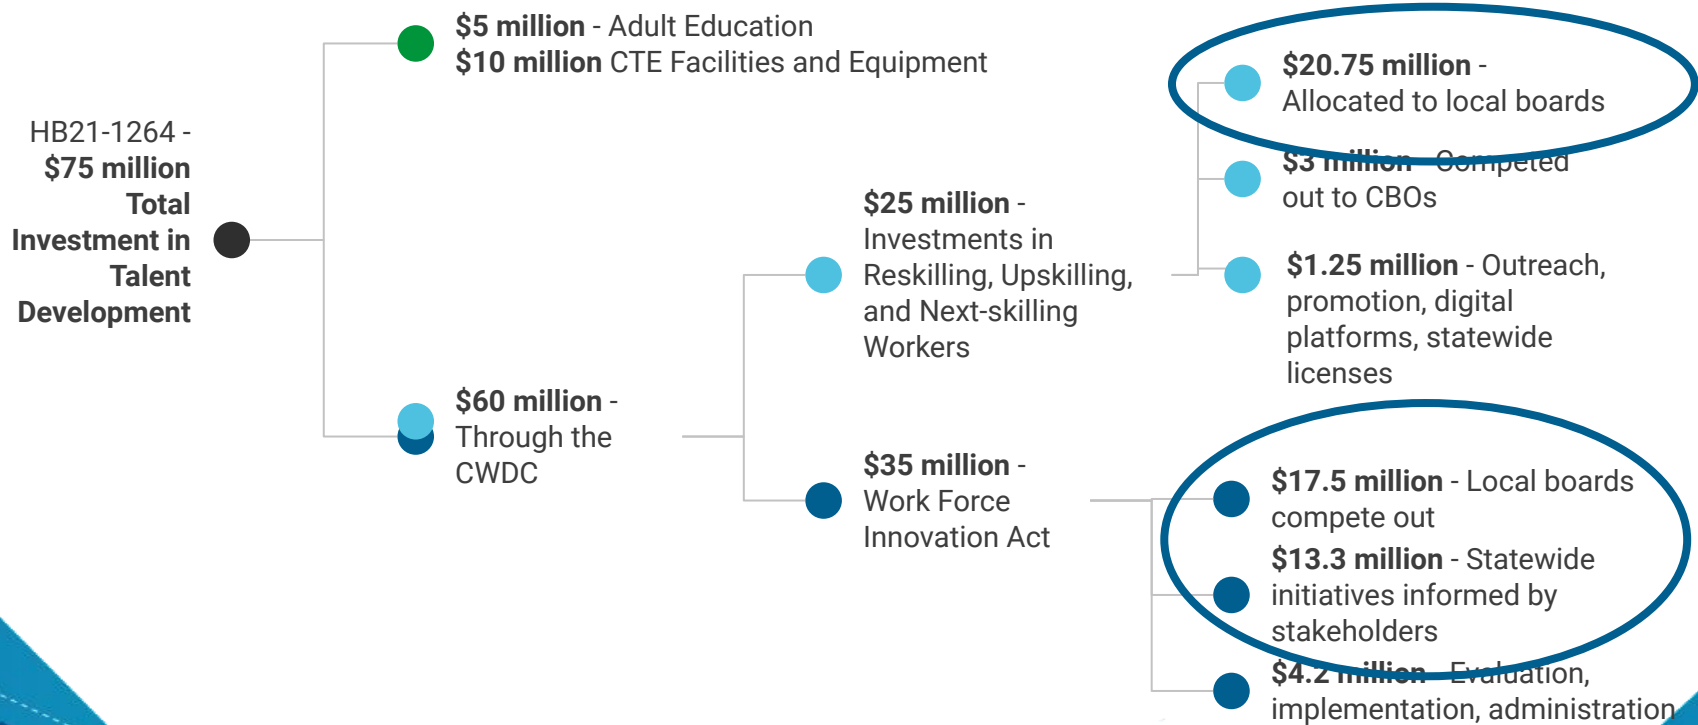 HB21-1264 -
$75 million
Total
Investment in
Talent
Development
$5 million - Adult Education
$10 million CTE Facilities and Equipment
$60 million -
Through the
CWDC
$25 million -
Investments in
Reskilling, Upskilling,
and Next-skilling
Workers
$35 million -
Work Force
Innovation Act
$20.75 million -
Allocated to local boards
$3 million - Competed
out to CBOs
$1.25 million - Outreach,
promotion, digital
platforms, statewide
licenses
$17.5 million - Local boards
compete out
$13.3 million - Statewide
initiatives informed by
stakeholders
$4.2 million - Evaluation,
implementation, administration